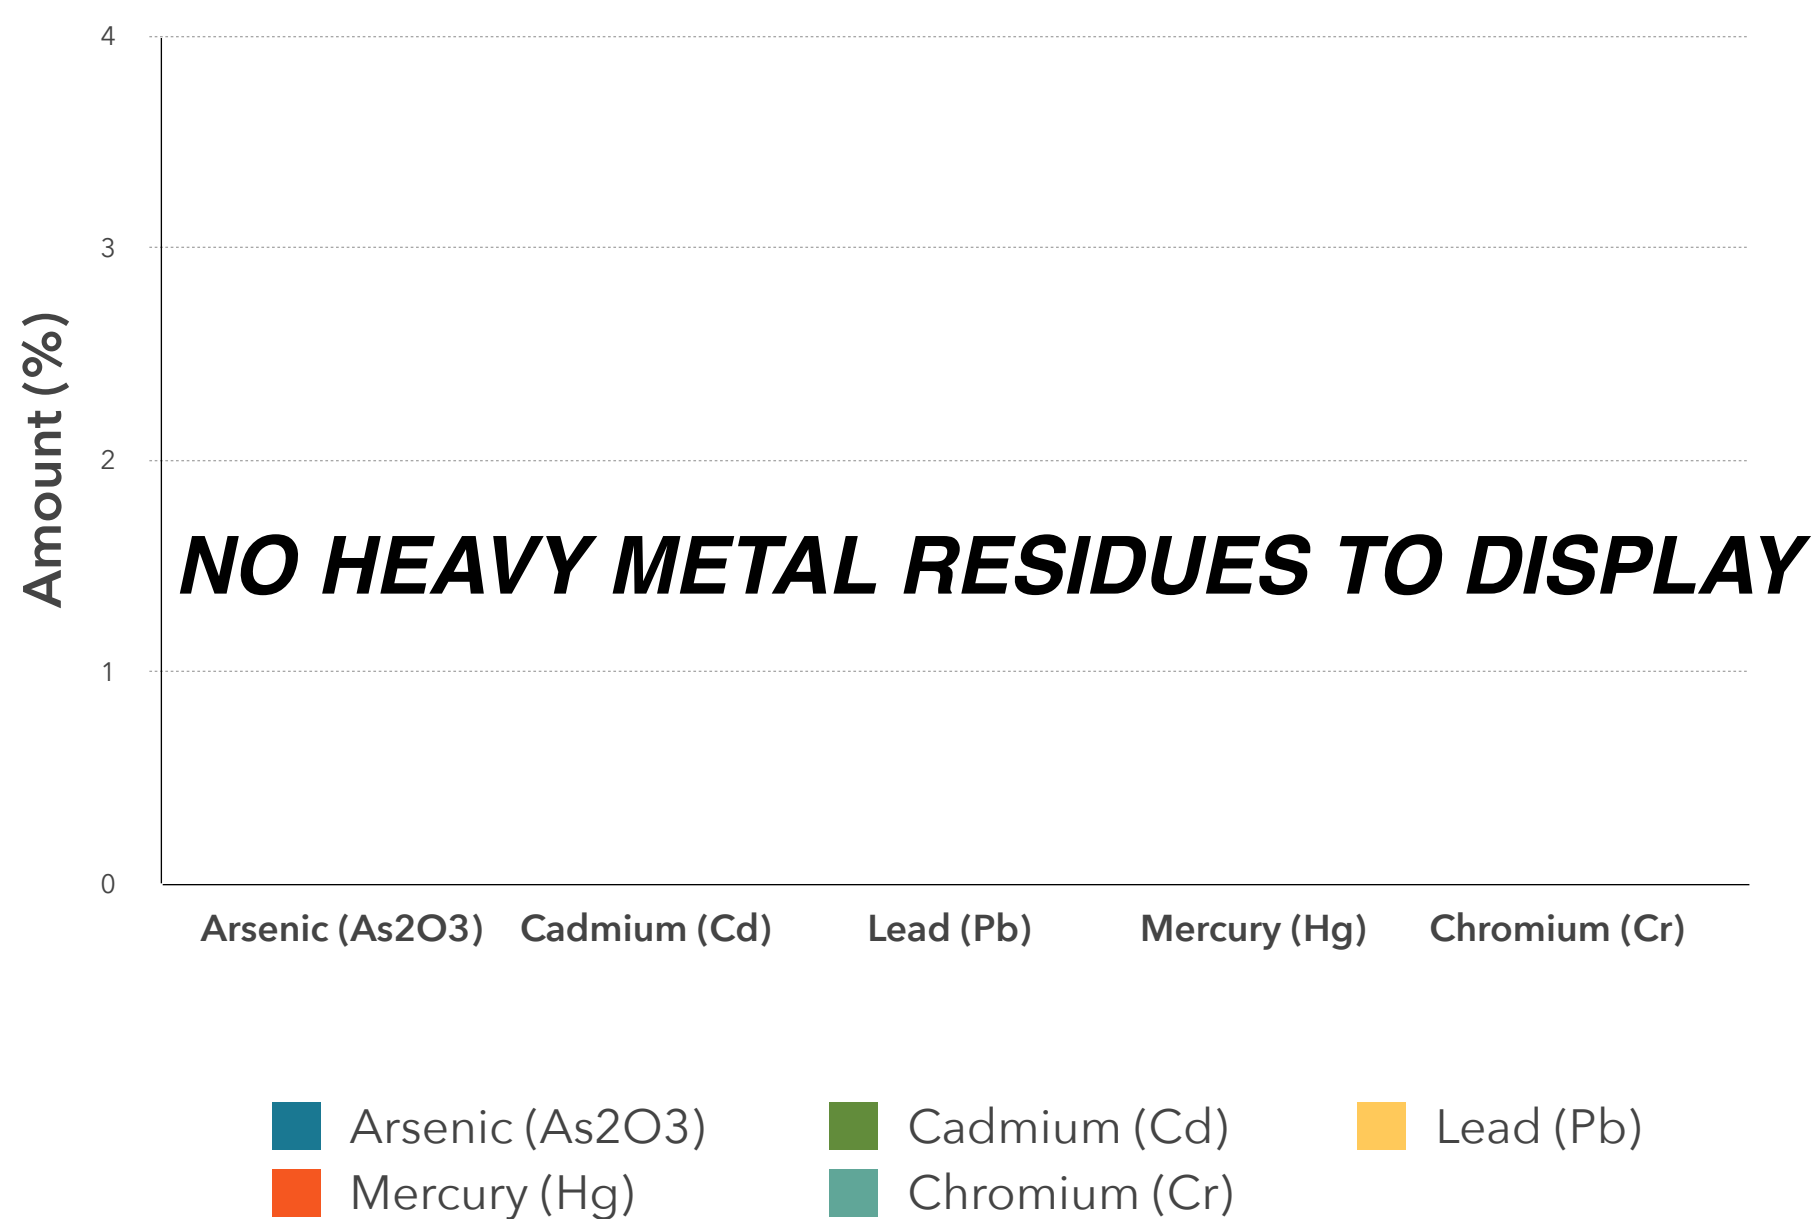 4
3
2
1
0
Amount (%)
NO HEAVY METAL RESIDUES TO DISPLAY
Arsenic (As2O3) Cadmium (Cd) Lead (Pb) Mercury (Hg) Chromium (Cr)
Arsenic (As2O3) Cadmium (Cd) Lead (Pb)
Mercury (Hg) Chromium (Cr)